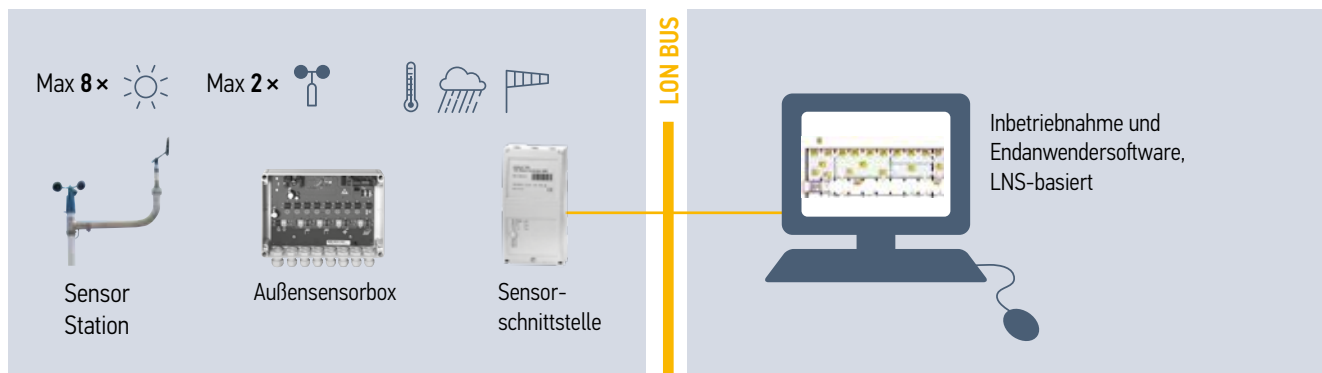 Max 8 ×
Max 2 ×
LON BUS
Sensor
Station
Außensensorbox
Sensor-
schnittstelle
Inbetriebnahme und
Endanwendersoftware,
LNS-basiert